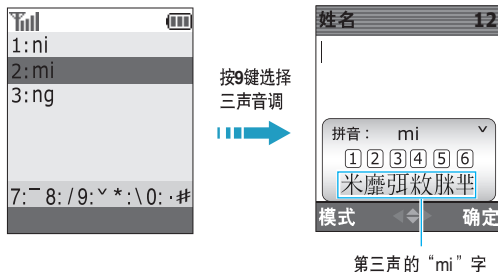 1:ni
2:mi
3:ng
7:ˉ 8:/ 9:ˇ *:\ 0:·#
按9键选择
三声音调
姓名 12
拼音： mi ˇ
1 2 3 4 5 6
米靡弭敉脒芈
模式 确定
第三声的“mi”字